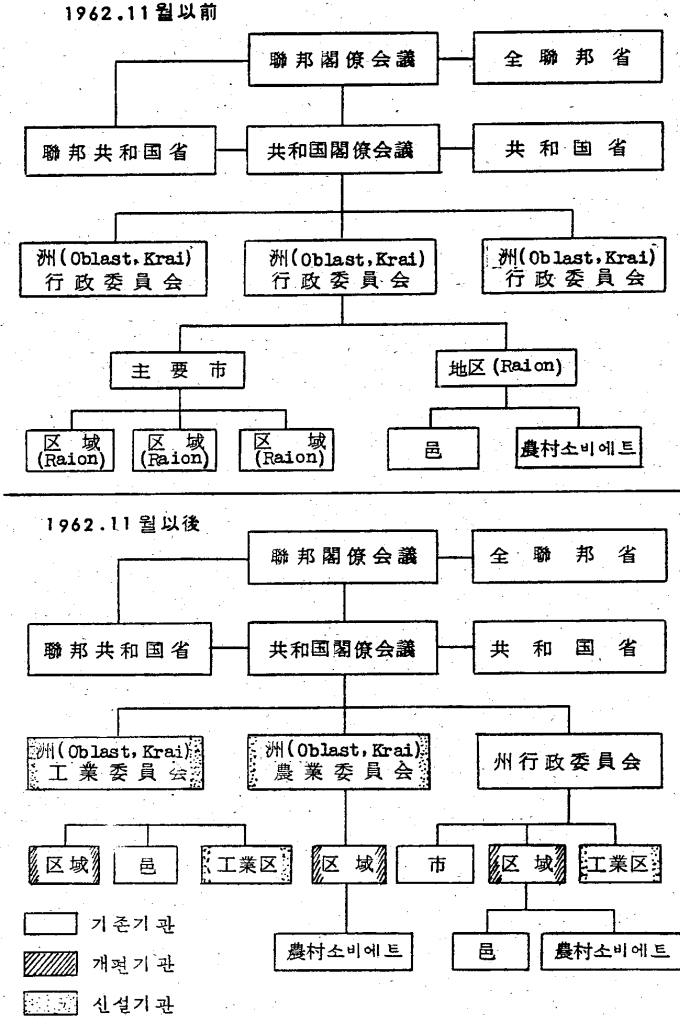 1962.11월以前
聯邦閣僚会議
全聯邦省
聯邦共和国省
共和国閣僚会議
共和国省
洲(Oblast,Krai)
行政委員会
洲(Oblast,Krai)
行政委員会
洲(Oblast,Krai)
行政委員会
主要市
地区(Raion)
区域
(Raion)
区域
(Raion)
区域
(Raion)
邑
農村소비에트
1962.11월以後
聯邦閣僚会議
全聯邦省
聯邦共和国省
共和国閣僚会議
共和国省
洲(Oblast,Krai)
工業委員会
洲(Oblast,Krai)
農業委員会
州行政委員会
区域
邑
工業区
区域
市
区域
工業区
農村소비에트
邑
農村소비에트
기존기관
개편기관
신설기관